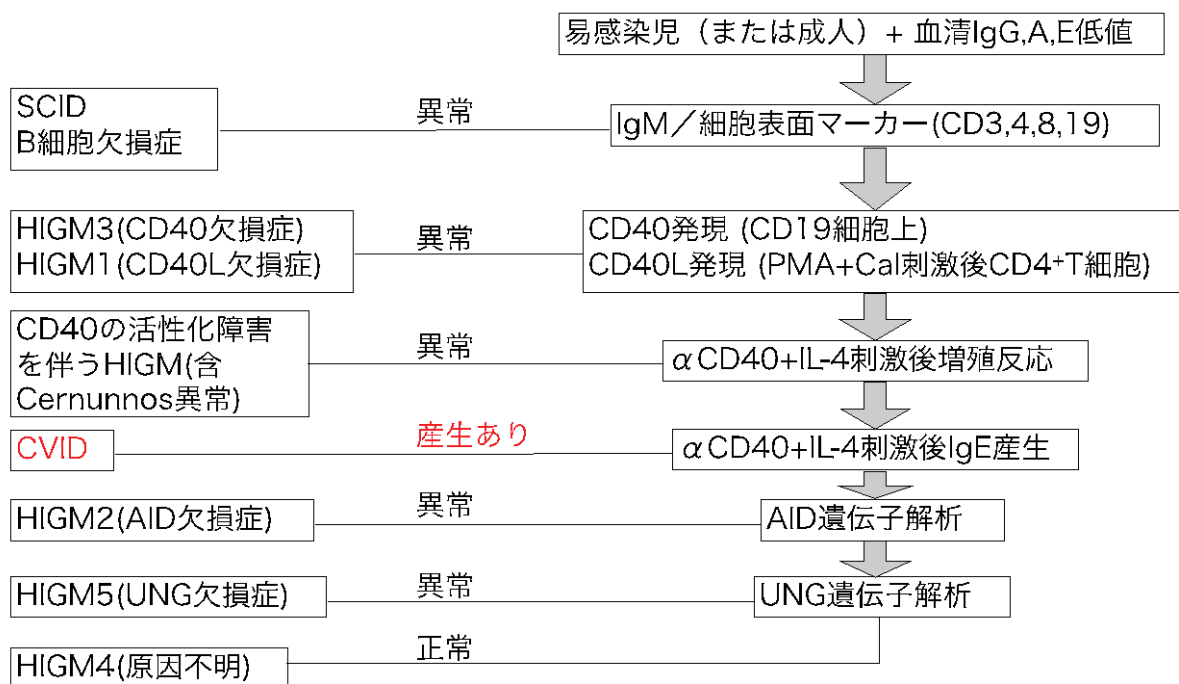 易感染児（または成人）+ 血清IgG,A,E低値
SCID
B細胞欠損症
異常
IgM／細胞表面マーカー(CD3,4,8,19)
HIGM3(CD40欠損症)
HIGM1(CD40L欠損症)
異常
CD40発現 (CD19細胞上)
CD40L発現 (PMA+CaI刺激後CD4⁺T細胞)
CD40の活性化障害
を伴うHIGM(含
Cernunnos異常)
異常
αCD40+IL-4刺激後増殖反応
CVID
産生あり
αCD40+IL-4刺激後IgE産生
HIGM2(AID欠損症)
異常
AID遺伝子解析
HIGM5(UNG欠損症)
異常
UNG遺伝子解析
正常
HIGM4(原因不明)